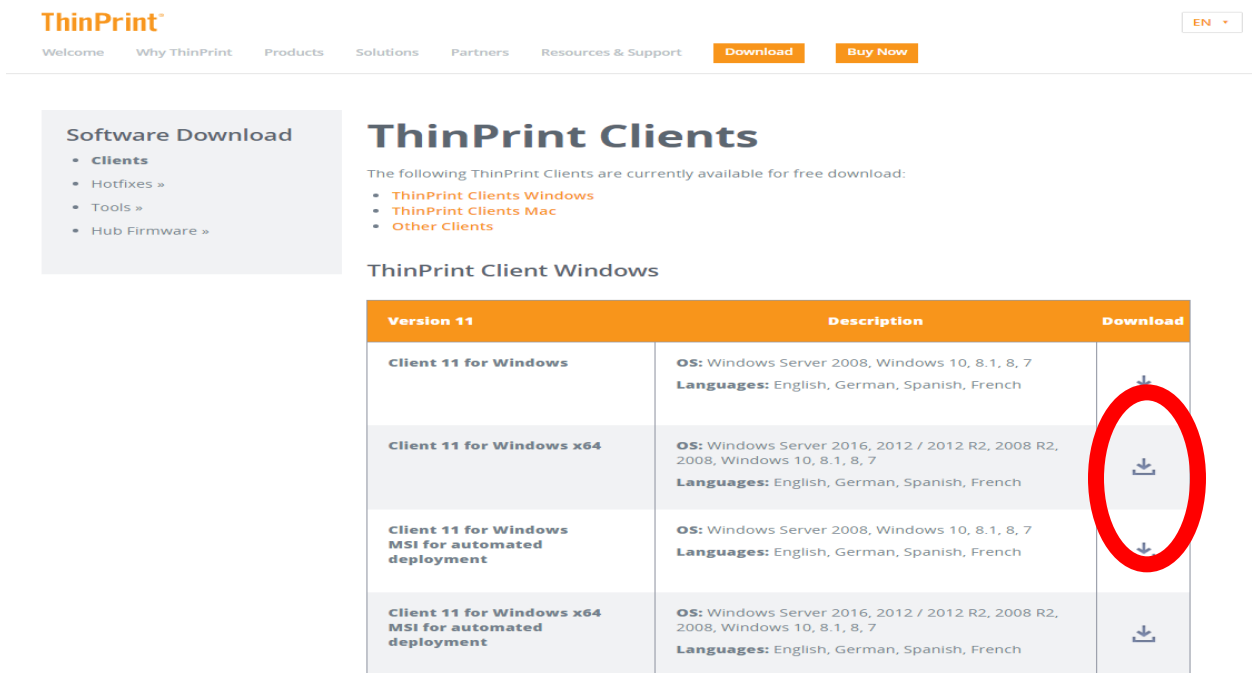 ThinPrint®
EN
Welcome Why ThinPrint Products Solutions Partners Resources & Support Download Buy Now
Software Download
• Clients
• Hotfixes »
• Tools »
• Hub Firmware »
ThinPrint Clients
The following ThinPrint Clients are currently available for free download:
• ThinPrint Clients Windows
• ThinPrint Clients Mac
• Other Clients
ThinPrint Client Windows
Version 11 Description Download
Client 11 for Windows
OS: Windows Server 2008, Windows 10, 8.1, 8, 7
Languages: English, German, Spanish, French
Client 11 for Windows x64
OS: Windows Server 2016, 2012 / 2012 R2, 2008 R2,
2008, Windows 10, 8.1, 8, 7
Languages: English, German, Spanish, French
Client 11 for Windows
MSI for automated
deployment
OS: Windows Server 2008, Windows 10, 8.1, 8, 7
Languages: English, German, Spanish, French
Client 11 for Windows x64
MSI for automated
deployment
OS: Windows Server 2016, 2012 / 2012 R2, 2008 R2,
2008, Windows 10, 8.1, 8, 7
Languages: English, German, Spanish, French